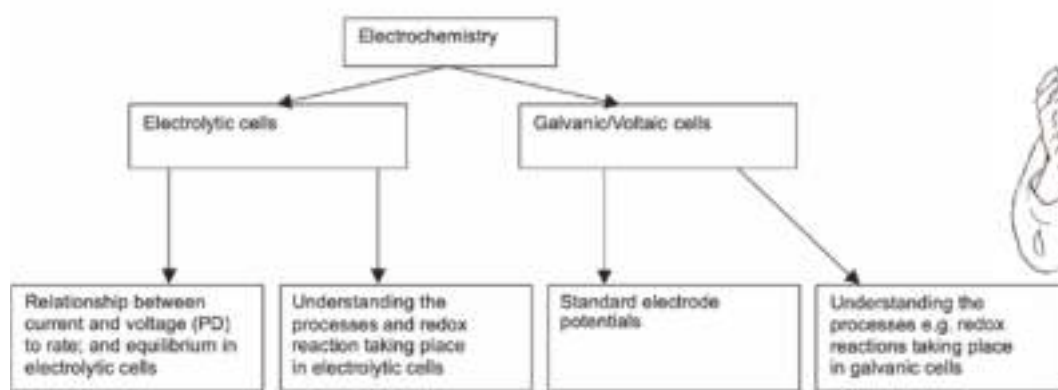 Electrochemistry
Electrolytic cells
Galvanic/Voltaic cells
Relationship between
current and voltage (PD)
to rate; and equilibrium in
electrolytic cells
Understanding the
processes and redox
reaction taking place
in electrolytic cells
Standard electrode
potentials
Understanding the
processes e.g. redox
reactions taking place
in galvanic cells